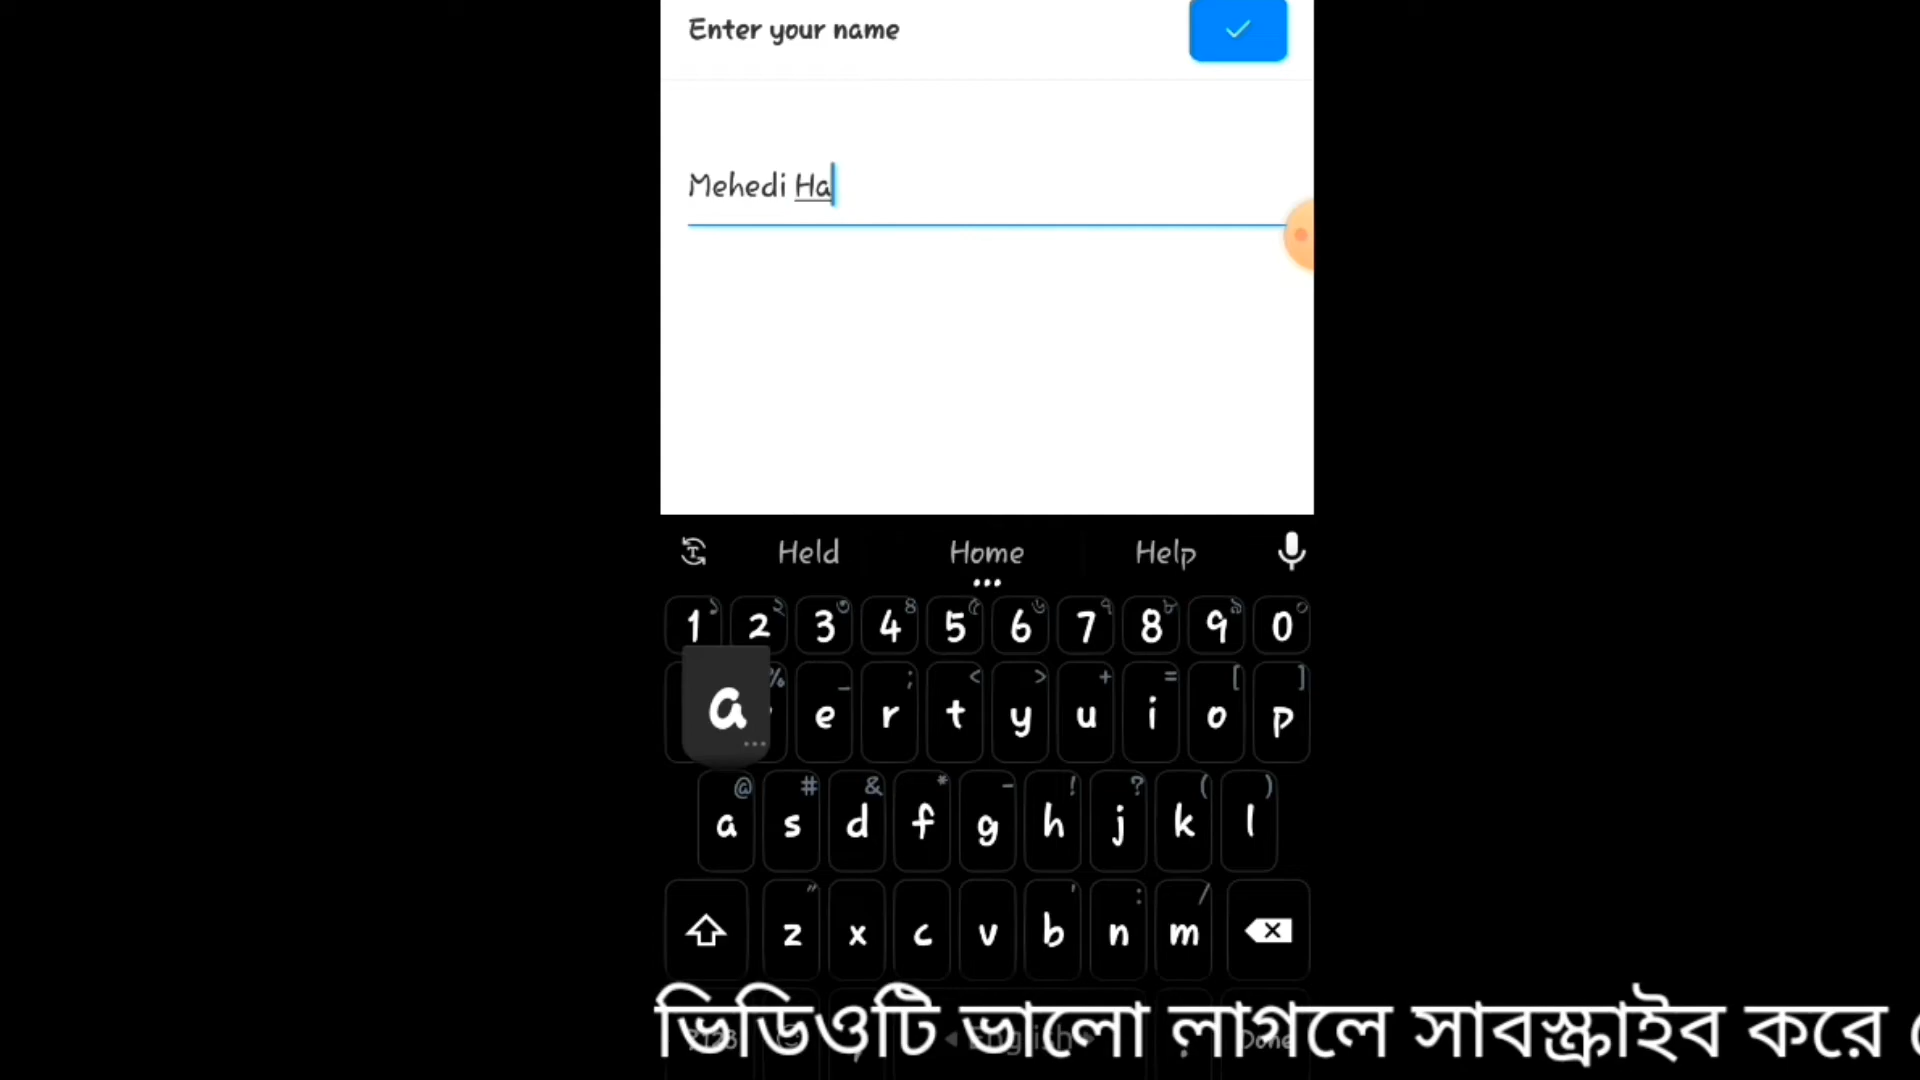 Enter your name
Mehedi Ha
Held Home Help
1 2 3 4 5 6 7 8 9 0
a e r t y u i o p
a s d f g h j k l
z x c v b n m
ভিডিওটি ভালো লাগলে সাবস্ক্রাইব করে